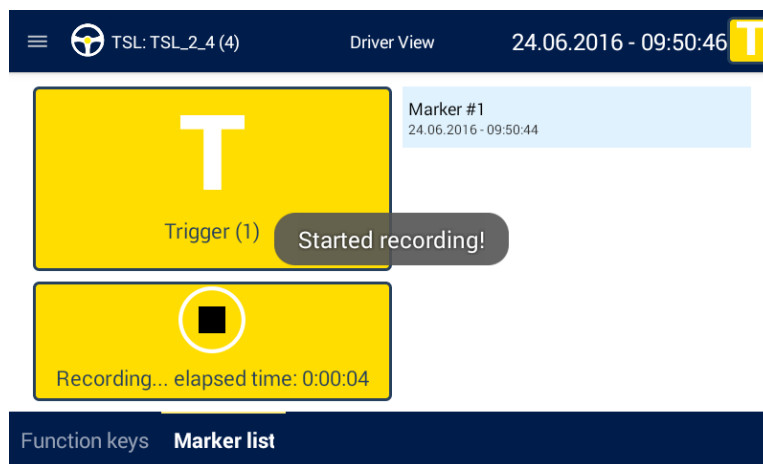 TSL: TSL_2_4 (4)
Driver View
24.06.2016 - 09:50:46
T
T
Trigger (1)
Marker #1
24.06.2016 - 09:50:44
Started recording!
Recording... elapsed time: 0:00:04
Function keys
Marker list